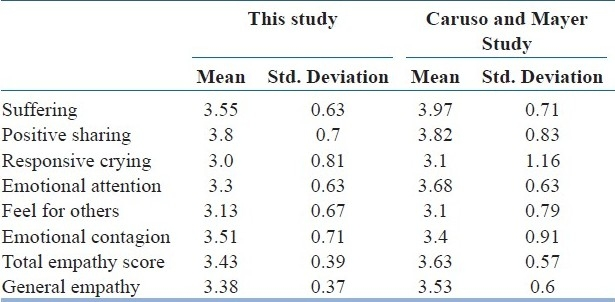 This study Caruso and Mayer
Study
Mean Std. Deviation Mean Std. Deviation
Suffering 3.55 0.63 3.97 0.71
Positive sharing 3.8 0.7 3.82 0.83
Responsive crying 3.0 0.81 3.1 1.16
Emotional attention 3.3 0.63 3.68 0.63
Feel for others 3.13 0.67 3.1 0.79
Emotional contagion 3.51 0.71 3.4 0.91
Total empathy score 3.43 0.39 3.63 0.57
General empathy 3.38 0.37 3.53 0.6